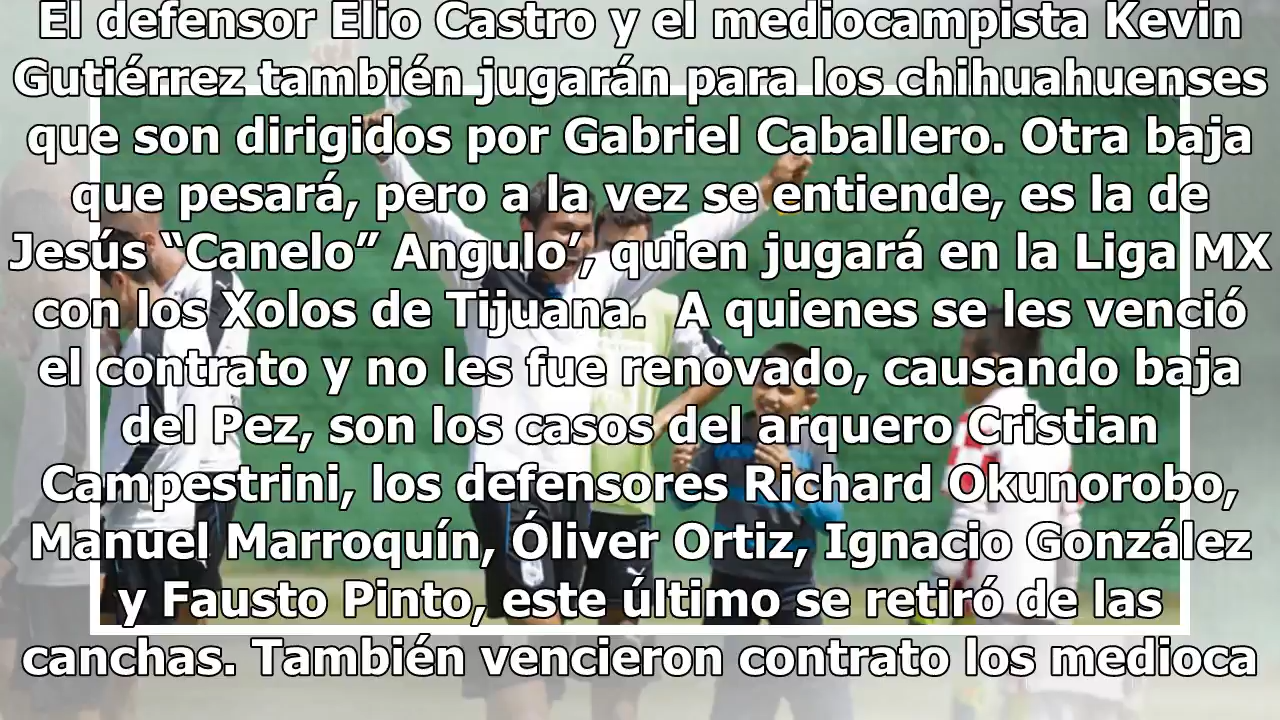 El defensor Elio Castro y el mediocampista Kevin
Gutiérrez también jugarán para los chihuahuenses
que son dirigidos por Gabriel Caballero. Otra baja
que pesará, pero a la vez se entiende, es la de
Jesús “Canelo” Angulo’, quien jugará en la Liga MX
con los Xolos de Tijuana.  A quienes se les venció
el contrato y no les fue renovado, causando baja
del Pez, son los casos del arquero Cristian
Campestrini, los defensores Richard Okunorobo,
Manuel Marroquín, Óliver Ortiz, Ignacio González
y Fausto Pinto, este último se retiró de las
canchas. También vencieron contrato los medioca